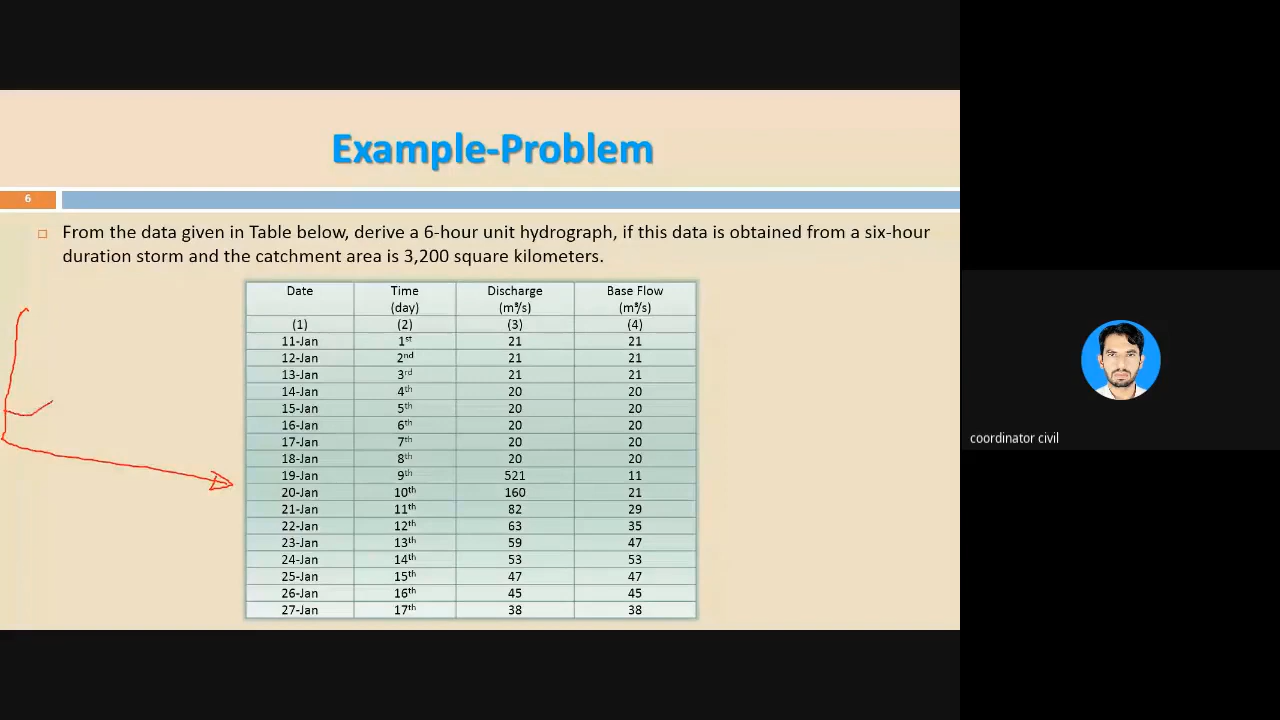 Example-Problem
6
From the data given in Table below, derive a 6-hour unit hydrograph, if this data is obtained from a six-hour
duration storm and the catchment area is 3,200 square kilometers.
Date Time Discharge Base Flow
(day) (m³/s) (m³/s)
(1) (2) (3) (4)
11-Jan 1st 21 21
12-Jan 2nd 21 21
13-Jan 3rd 21 21
14-Jan 4th 20 20
15-Jan 5th 20 20
16-Jan 6th 20 20
17-Jan 7th 20 20
18-Jan 8th 20 20
19-Jan 9th 521 11
20-Jan 10th 160 21
21-Jan 11th 82 29
22-Jan 12th 63 35
23-Jan 13th 59 47
24-Jan 14th 53 53
25-Jan 15th 47 47
26-Jan 16th 45 45
27-Jan 17th 38 38
coordinator civil